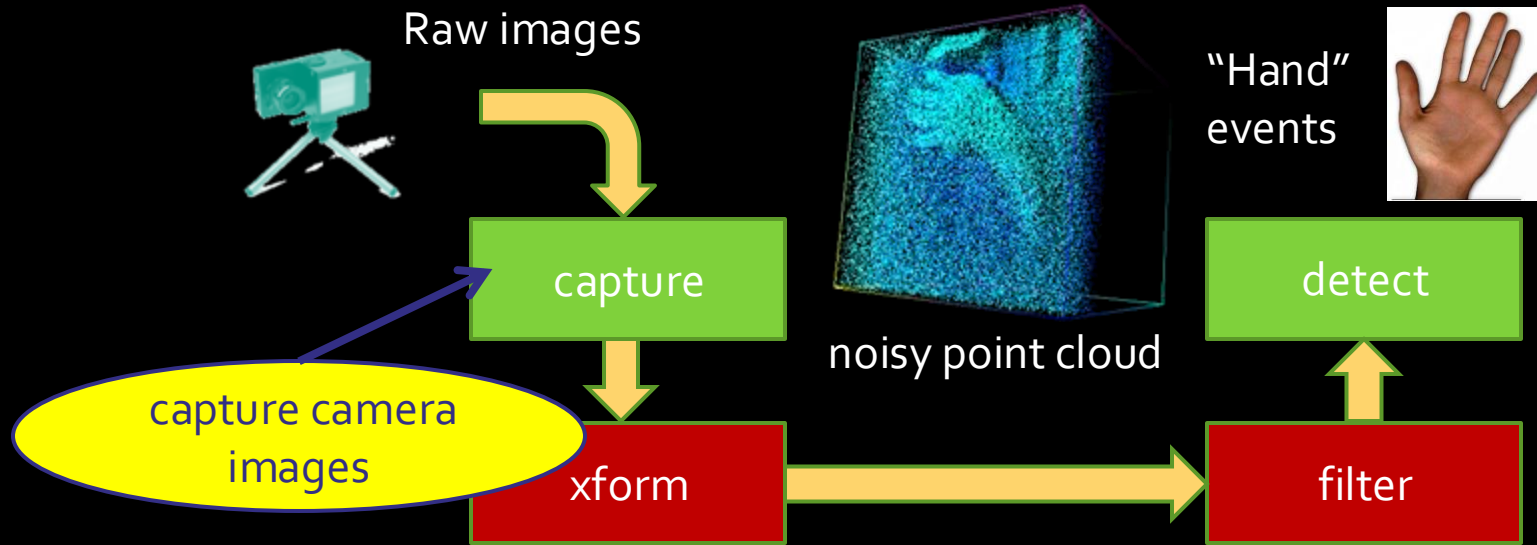 Raw images
“Hand”
events
capture
detect
noisy point cloud
capture camera
images
xform
filter